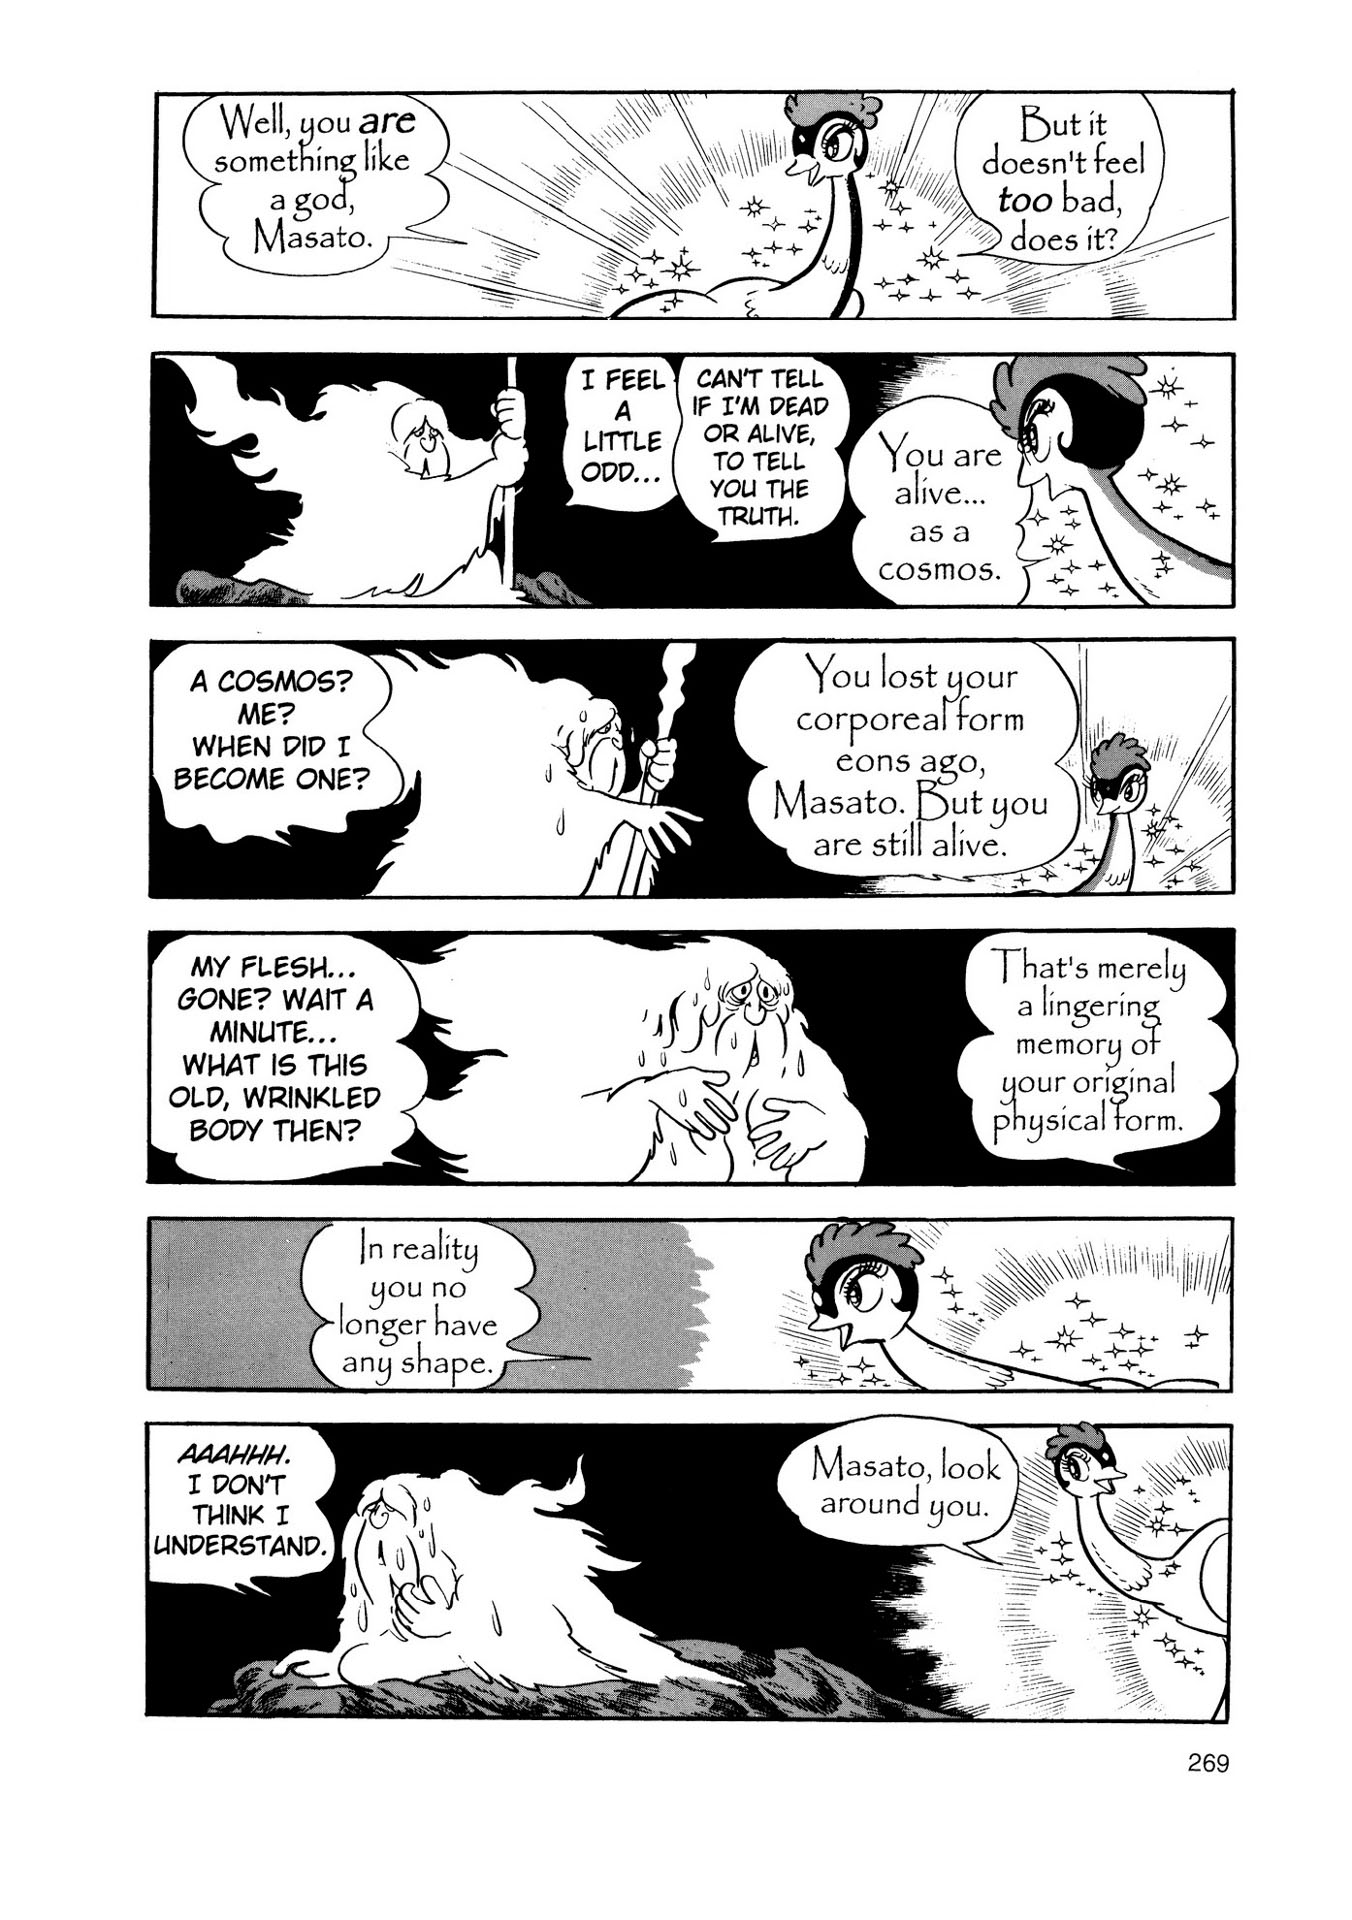 Well, you are
something like
a god,
Masato.
But it
doesn't feel
too bad,
does it?
I FEEL
A
LITTLE
ODD...
CAN'T TELL
IF I'M DEAD
OR ALIVE,
TO TELL
YOU THE
TRUTH.
You are
alive...
as a
cosmos.
A COSMOS?
ME?
WHEN DID I
BECOME ONE?
You lost your
corporeal form
eons ago,
Masato. But you
are still alive.
MY FLESH...
GONE? WAIT A
MINUTE...
WHAT IS THIS
OLD, WRINKLED
BODY THEN?
That's merely
a lingering
memory of
your original
physical form.
In reality
you no
longer have
any shape.
AAAHHH.
I DON'T
THINK I
UNDERSTAND.
Masato, look
around you.
269